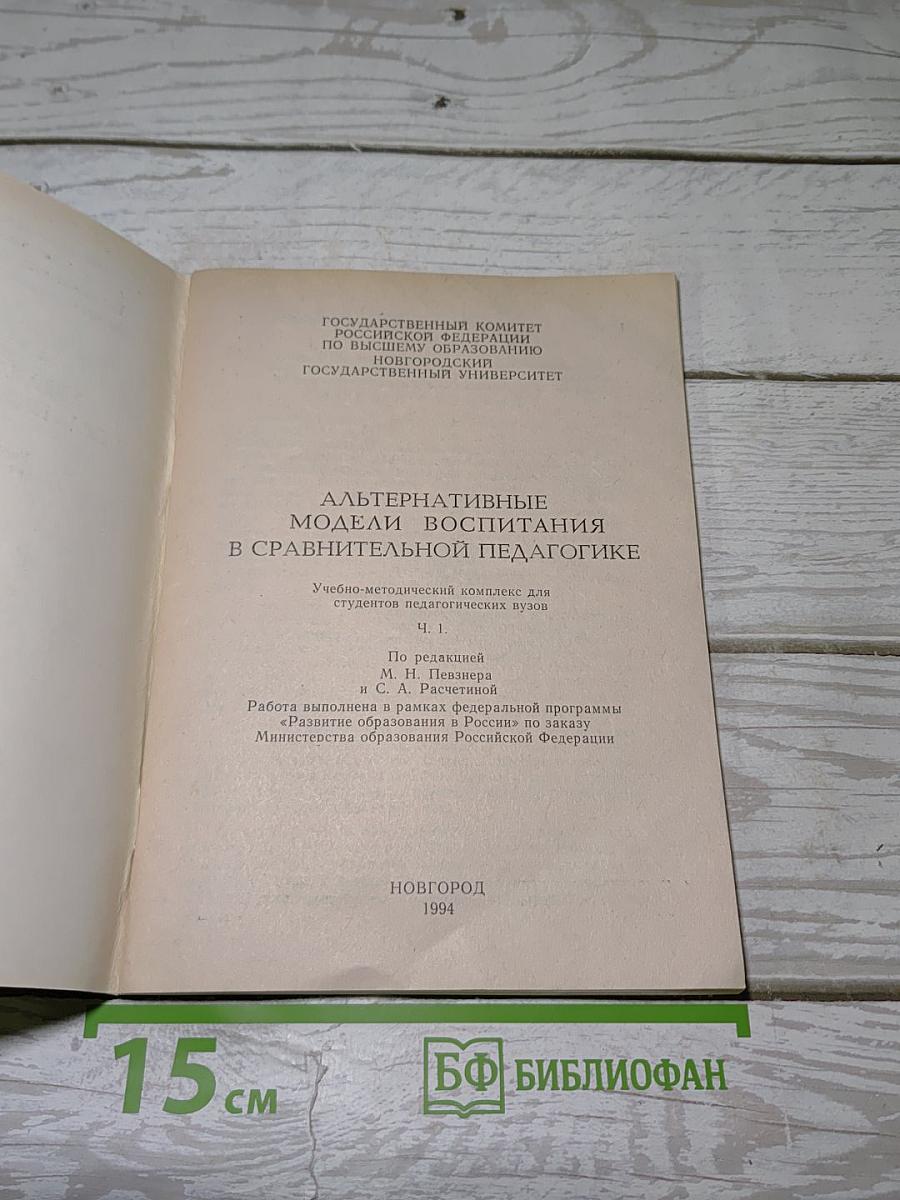 ГОСУДАРСТВЕННЫЙ КОМИТЕТ
РОССИЙСКОЙ ФЕДЕРАЦИИ
ПО ВЫСШЕМУ ОБРАЗОВАНИЮ
НОВГОРОДСКИЙ
ГОСУДАРСТВЕННЫЙ УНИВЕРСИТЕТ
АЛЬТЕРНАТИВНЫЕ
МОДЕЛИ ВОСПИТАНИЯ
В СРАВНИТЕЛЬНОЙ ПЕДАГОГИКЕ
Учебно-методический комплекс для
студентов педагогических вузов
Ч. 1.
По редакцией
М. Н. Певзнера
и С. А. Расчетиной
Работа выполнена в рамках федеральной программы
«Развитие образования в России» по заказу
Министерства образования Российской Федерации
НОВГОРОД
1994
15 см
БФ БИБЛИОФАН